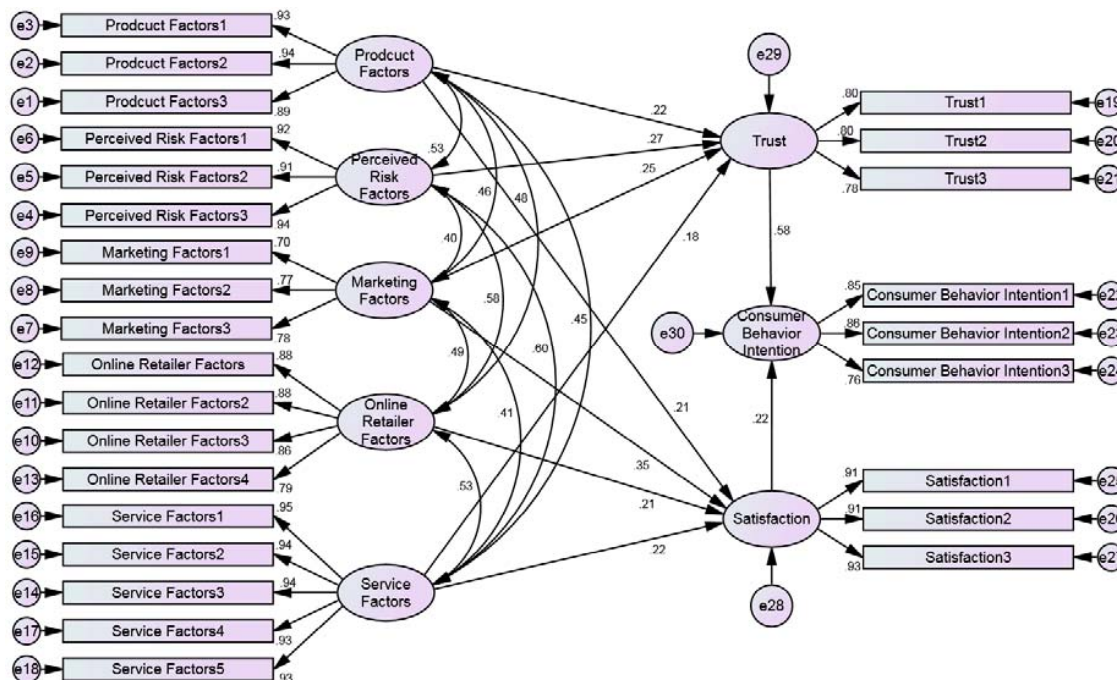 e3
.93
Prodcuct Factors1
e2
.94
Prodcuct Factors2
e1
.89
Prodcuct Factors3
e6
.92
Perceived Risk Factors1
e5
.91
Perceived Risk Factors2
e4
.94
Perceived Risk Factors3
e9
.70
Marketing Factors1
e8
.77
Marketing Factors2
e7
.78
Marketing Factors3
e12
.88
Online Retailer Factors
e11
.88
Online Retailer Factors2
e10
.86
Online Retailer Factors3
e13
.79
Online Retailer Factors4
e16
.95
Service Factors1
e15
.94
Service Factors2
e14
.94
Service Factors3
e17
.93
Service Factors4
e18
.93
Service Factors5
Prodcuct
Factors
Perceived
Risk
Factors
Marketing
Factors
Online
Retailer
Factors
Service
Factors
.53
.46
.48
.40
.58
.45
.49
.60
.41
.53
.22
.27
.25
.18
.21
.35
.21
.22
e29
Trust
.58
e30
Consumer
Behavior
Intention
.22
Satisfaction
e28
.80
Trust1
e19
.80
Trust2
e20
.78
Trust3
e21
.85
Consumer Behavior Intention1
.86
Consumer Behavior Intention2
.76
Consumer Behavior Intention3
.91
Satisfaction1
.91
Satisfaction2
.93
Satisfaction3